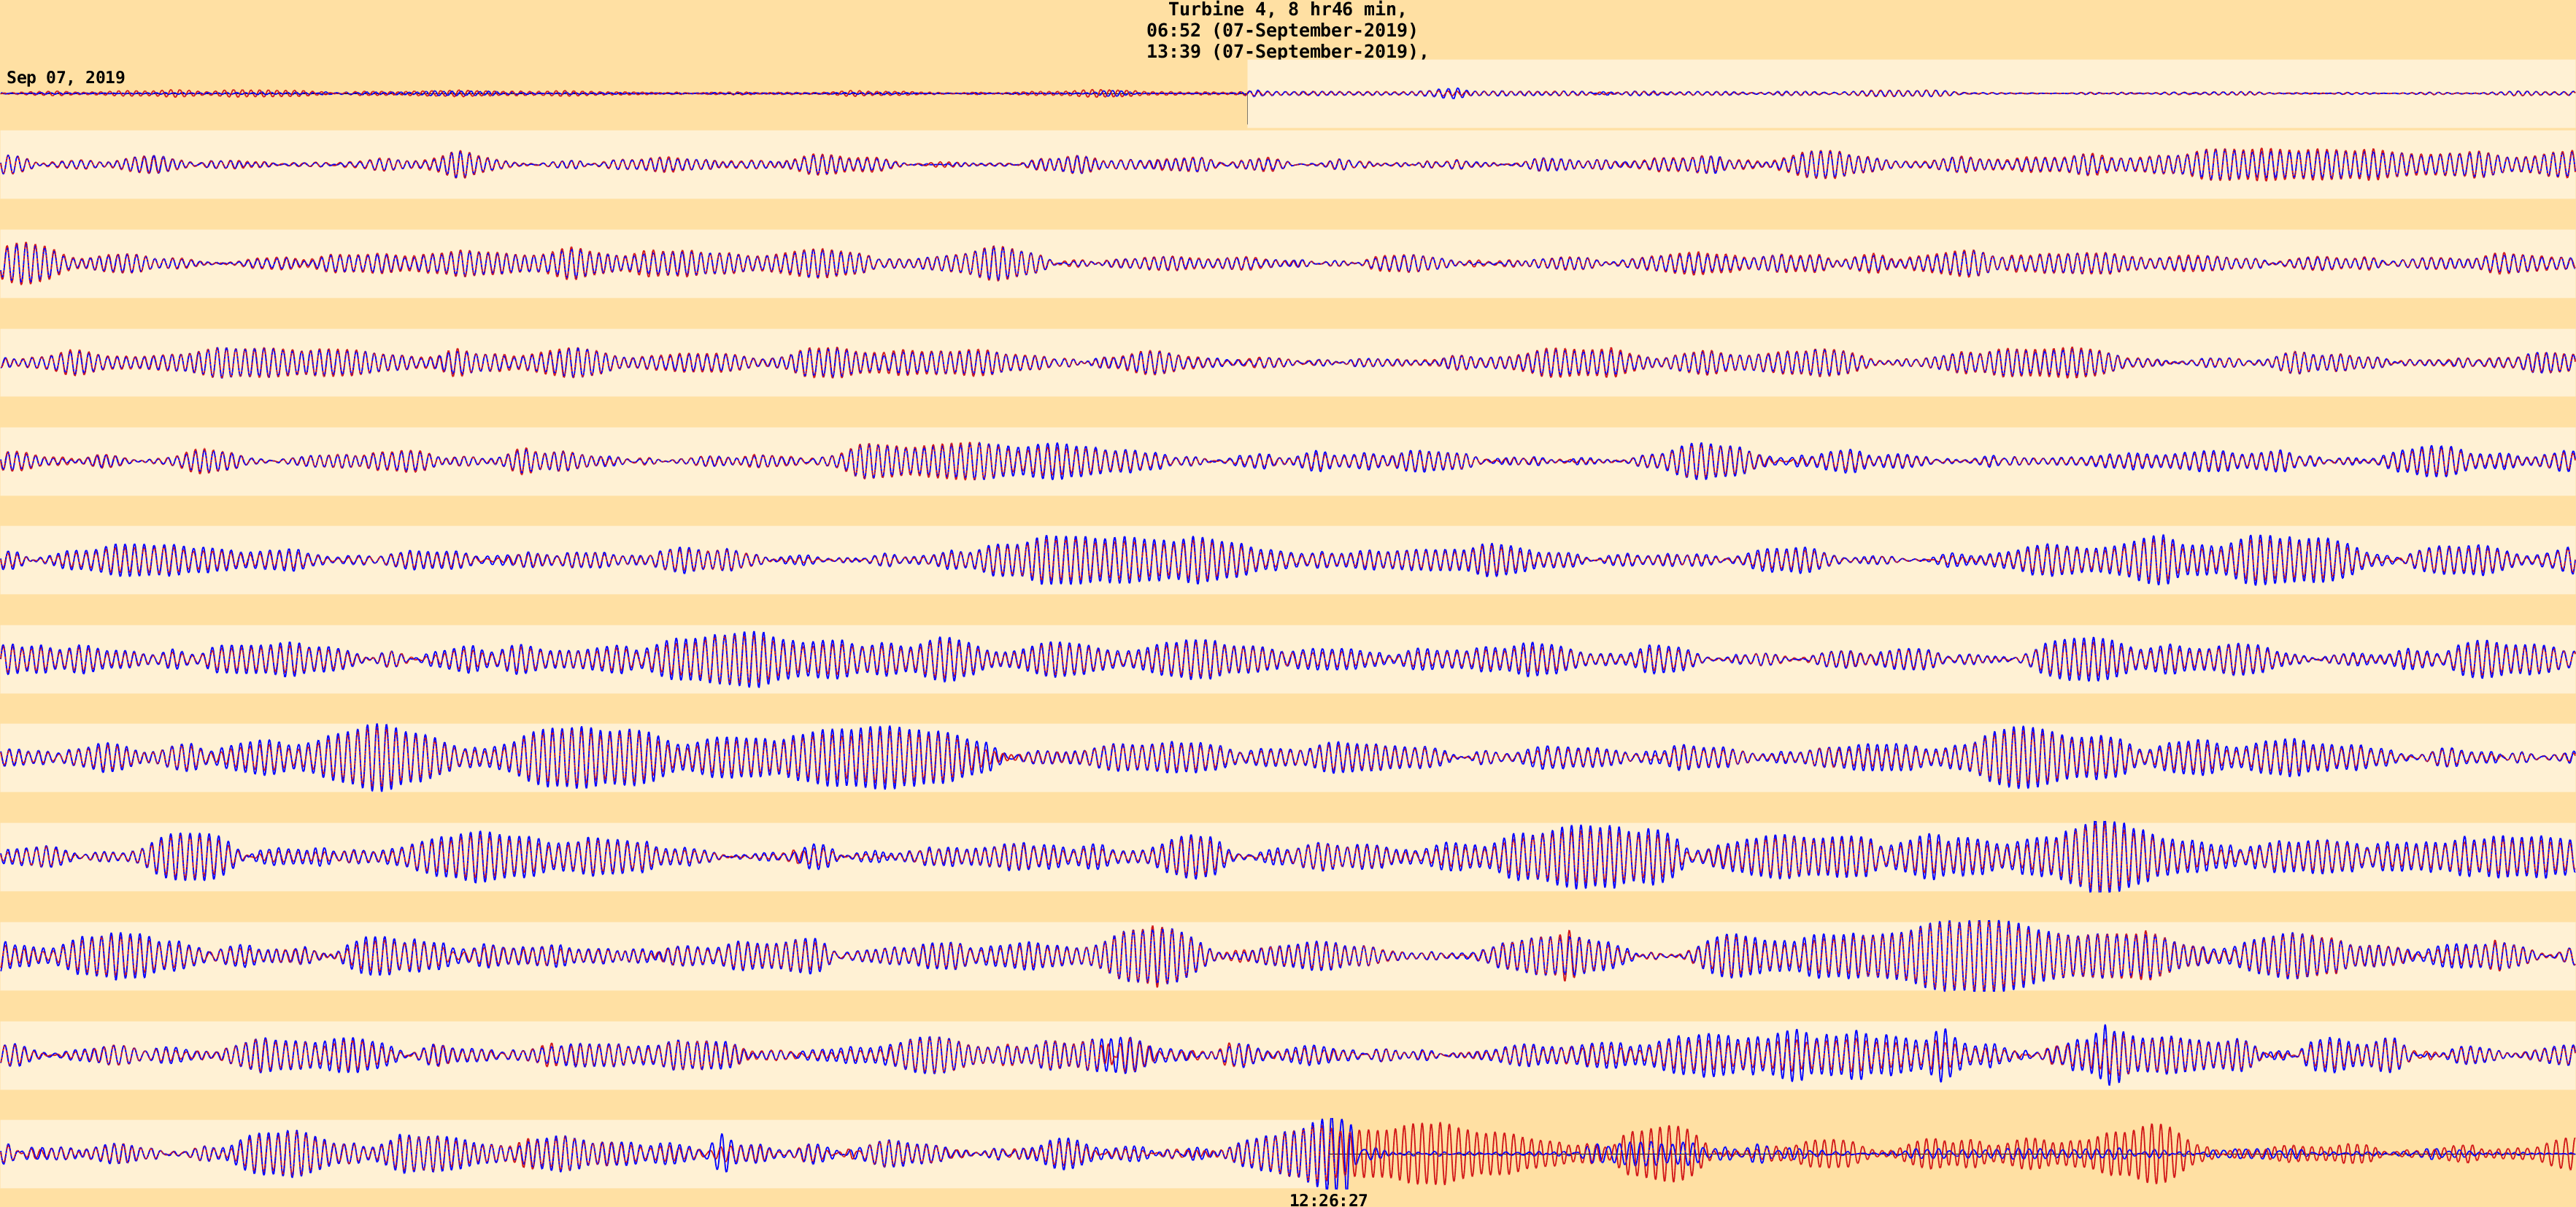 Turbine 4, 8 hr46 min,
06:52 (07-September-2019)
13:39 (07-September-2019),
Sep 07, 2019
12:26:27